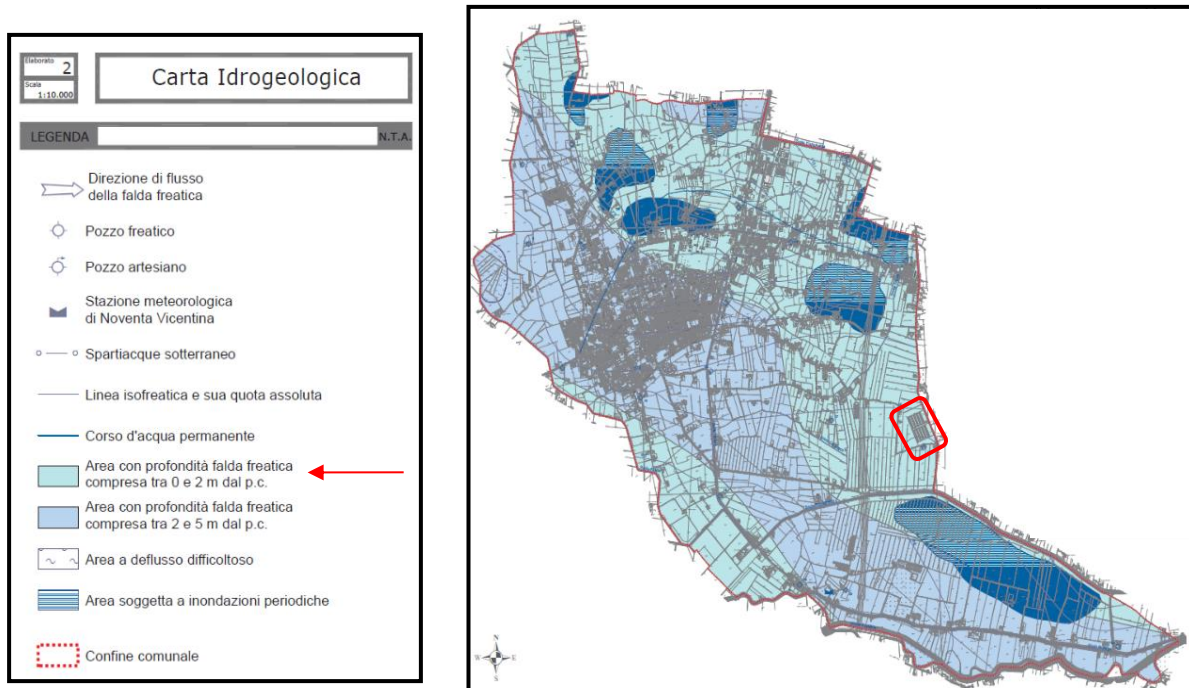 Elaborato
2
Scala
1:10.000
Carta Idrogeologica
LEGENDA
N.T.A.
Direzione di flusso
della falda freatica
Pozzo freatico
Pozzo artesiano
Stazione meteorologica
di Noventa Vicentina
Spartiacque sotterraneo
Linea isofreatica e sua quota assoluta
Corso d'acqua permanente
Area con profondità falda freatica
compresa tra 0 e 2 m dal p.c.
Area con profondità falda freatica
compresa tra 2 e 5 m dal p.c.
Area a deflusso difficoltoso
Area soggetta a inondazioni periodiche
Confine comunale
N
W
E
S